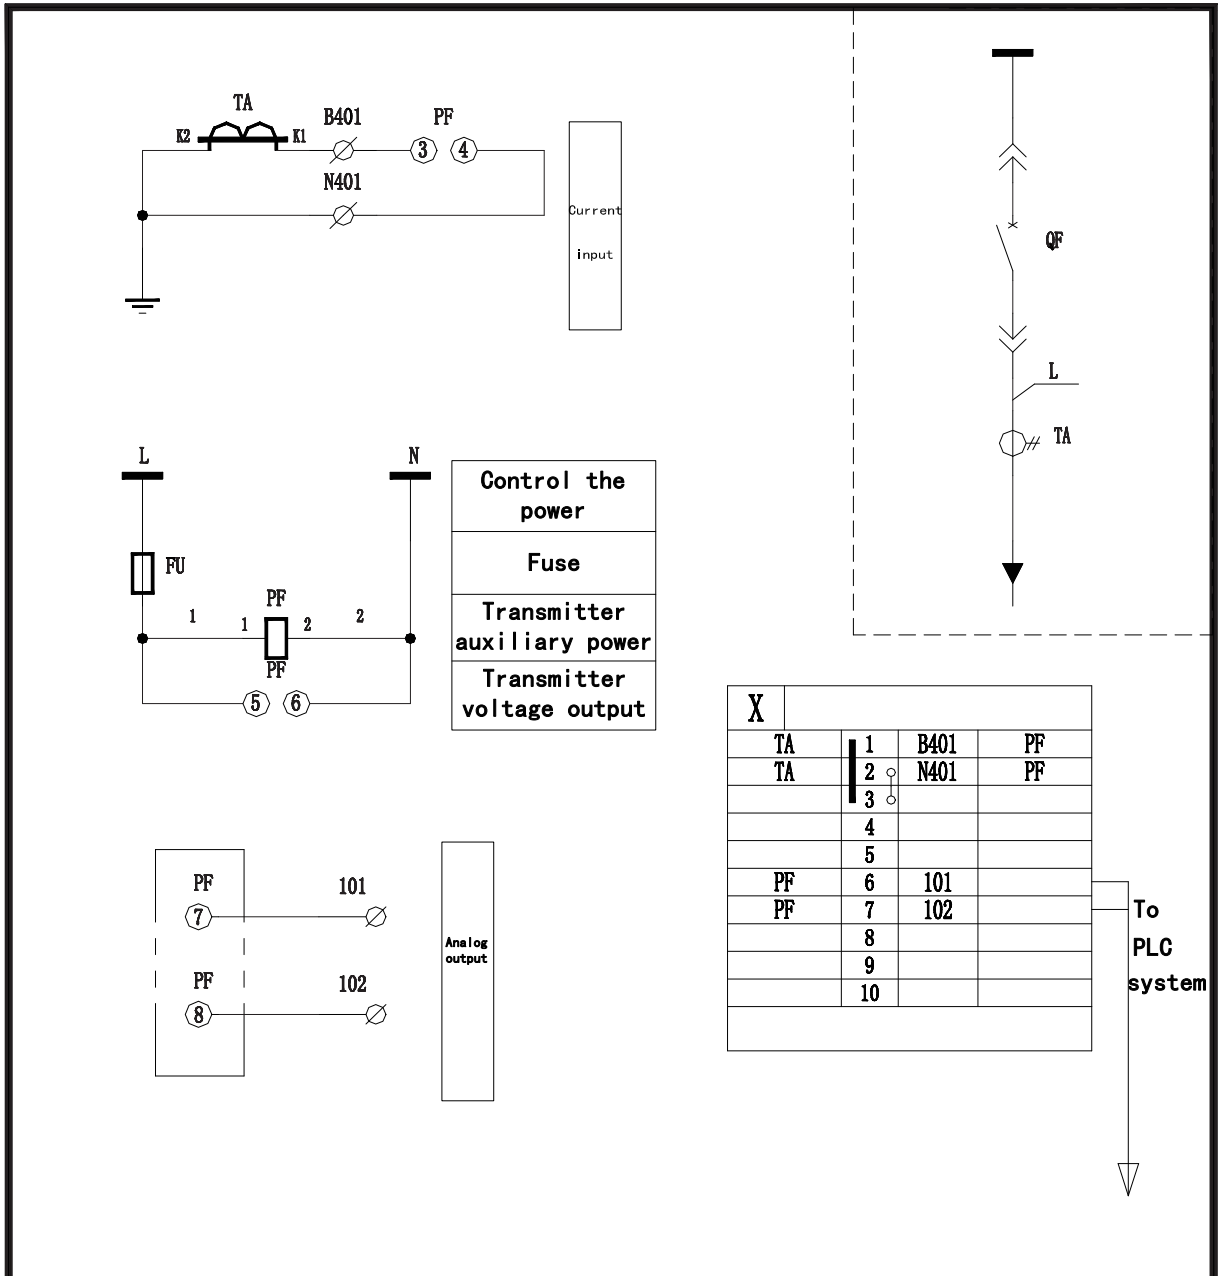 TA
K2
K1
B401
PF
3
4
N401
Current
input
QF
L
TA
L
N
FU
PF
1
1
2
2
PF
5
6
Control the
power
Fuse
Transmitter
auxiliary power
Transmitter
voltage output
X
TA 1 B401 PF
TA 2 N401 PF
3
4
5
PF 6 101
PF 7 102
8
9
10
To
PLC
system
PF
7
101
PF
8
102
Analog
output